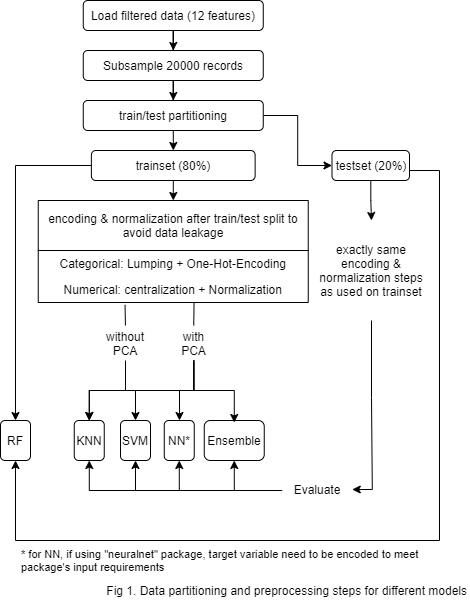 Load filtered data (12 features)
Subsample 20000 records
train/test partitioning
trainset (80%)
testset (20%)
encoding & normalization after train/test split to
avoid data leakage
Categorical: Lumping + One-Hot-Encoding
Numerical: centralization + Normalization
exactly same
encoding &
normalization steps
as used on trainset
without
PCA
with
PCA
RF
KNN
SVM
NN*
Ensemble
Evaluate
* for NN, if using "neuralnet" package, target variable need to be encoded to meet
package's input requirements
Fig 1. Data partitioning and preprocessing steps for different models